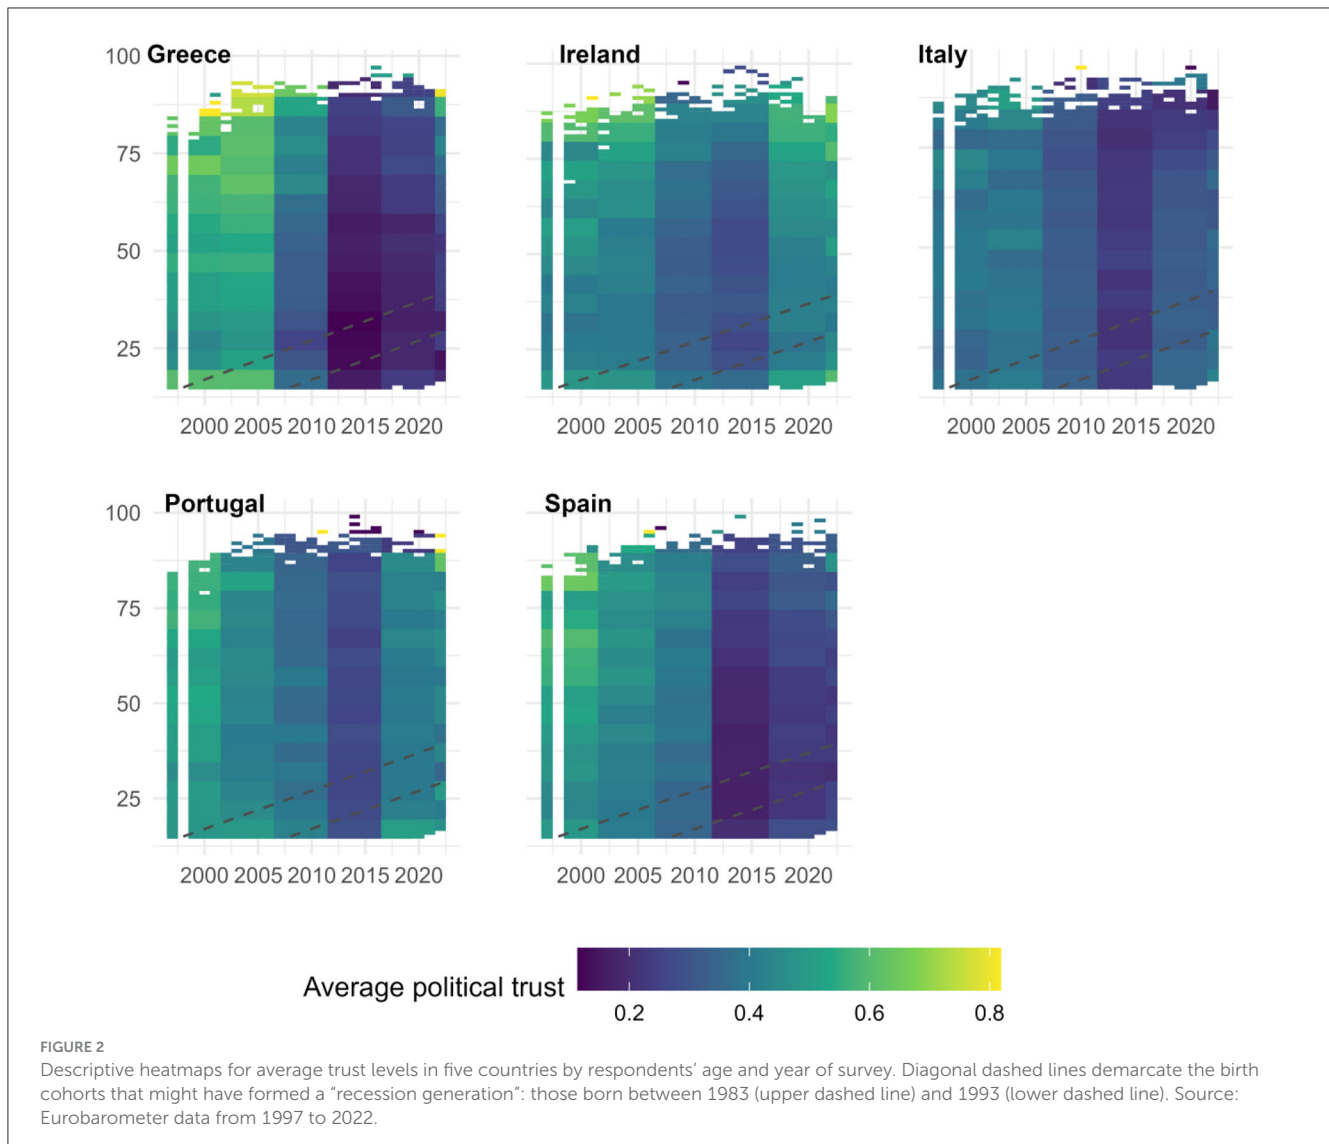 Greece
Ireland
Italy
100
75
50
25
2000 2005 2010 2015 2020
2000 2005 2010 2015 2020
2000 2005 2010 2015 2020
Portugal
Spain
100
75
50
25
2000 2005 2010 2015 2020
2000 2005 2010 2015 2020
Average political trust
0.2 0.4 0.6 0.8
FIGURE 2
Descriptive heatmaps for average trust levels in five countries by respondents' age and year of survey. Diagonal dashed lines demarcate the birth
cohorts that might have formed a “recession generation”: those born between 1983 (upper dashed line) and 1993 (lower dashed line). Source:
Eurobarometer data from 1997 to 2022.